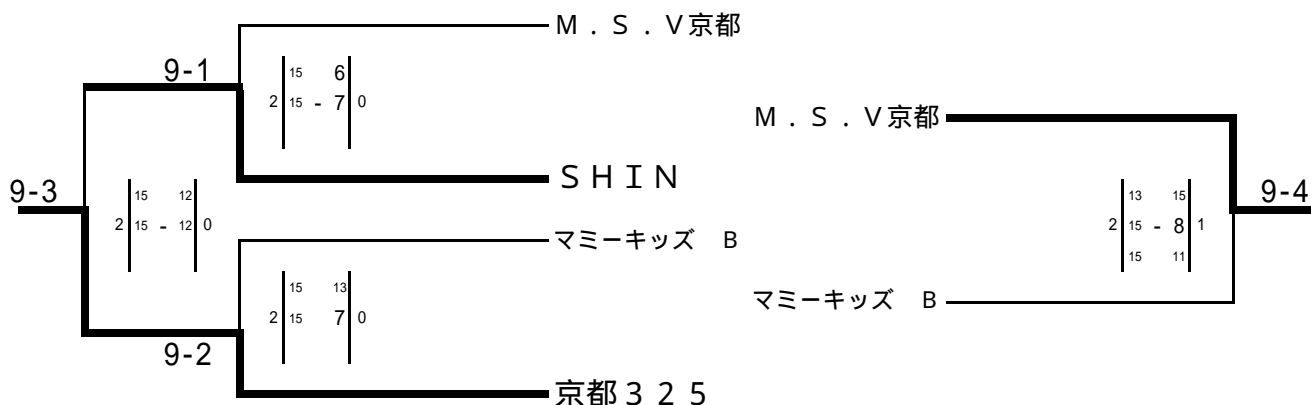 Ｍ．Ｓ．Ｖ京都
9-1
15 6
2 15 - 7 0
ＳＨＩＮ
9-3
15 12
2 15 - 12 0
マミーキッズ　B
15 13
2 15 7 0
9-2
京都３２５
Ｍ．Ｓ．Ｖ京都
13 15
2 15 - 8 1
15 11
9-4
マミーキッズ　B